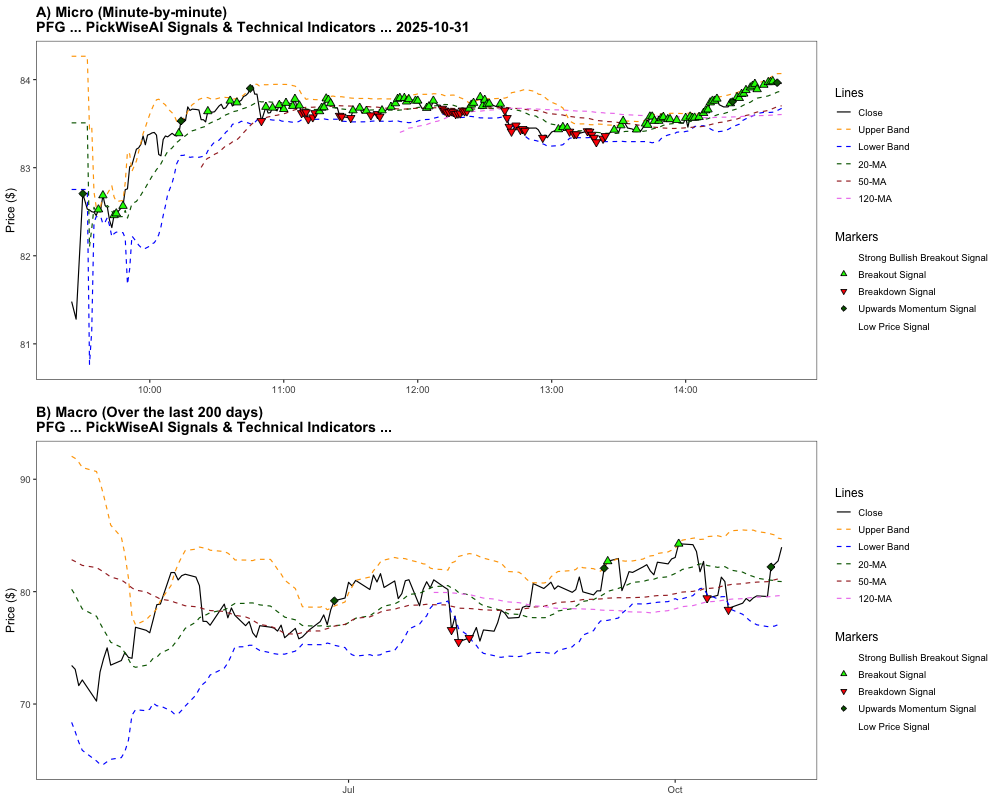 A) Micro (Minute-by-minute)
PFG ... PickWiseAI Signals & Technical Indicators ... 2025-10-31
Price ($)
84
83
82
81
10:00
11:00
12:00
13:00
14:00
Lines
Close
Upper Band
Lower Band
20-MA
50-MA
120-MA
Markers
Strong Bullish Breakout Signal
Breakout Signal
Breakdown Signal
Upwards Momentum Signal
Low Price Signal
B) Macro (Over the last 200 days)
PFG ... PickWiseAI Signals & Technical Indicators ...
Price ($)
90
80
70
Jul
Oct
Lines
Close
Upper Band
Lower Band
20-MA
50-MA
120-MA
Markers
Strong Bullish Breakout Signal
Breakout Signal
Breakdown Signal
Upwards Momentum Signal
Low Price Signal